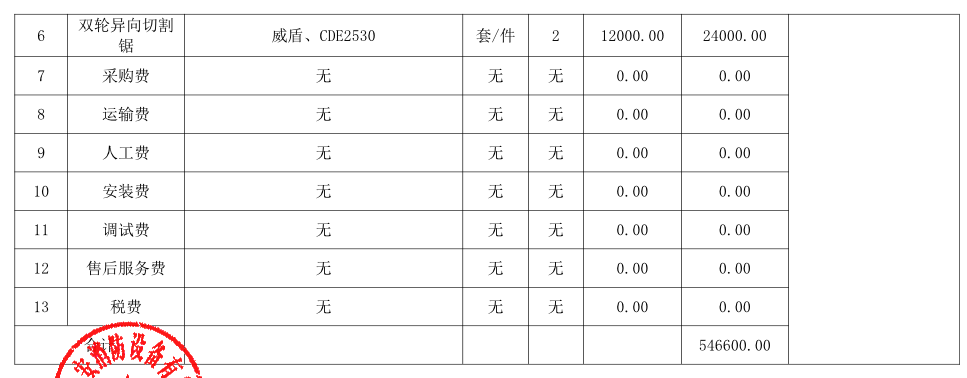 6 双轮异向切割锯 威盾、CDE2530 套/件 2 12000.00 24000.00
7 采购费 无 无 无 0.00 0.00
8 运输费 无 无 无 0.00 0.00
9 人工费 无 无 无 0.00 0.00
10 安装费 无 无 无 0.00 0.00
11 调试费 无 无 无 0.00 0.00
12 售后服务费 无 无 无 0.00 0.00
13 税费 无 无 无 0.00 0.00
合计 546600.00
消防设备有